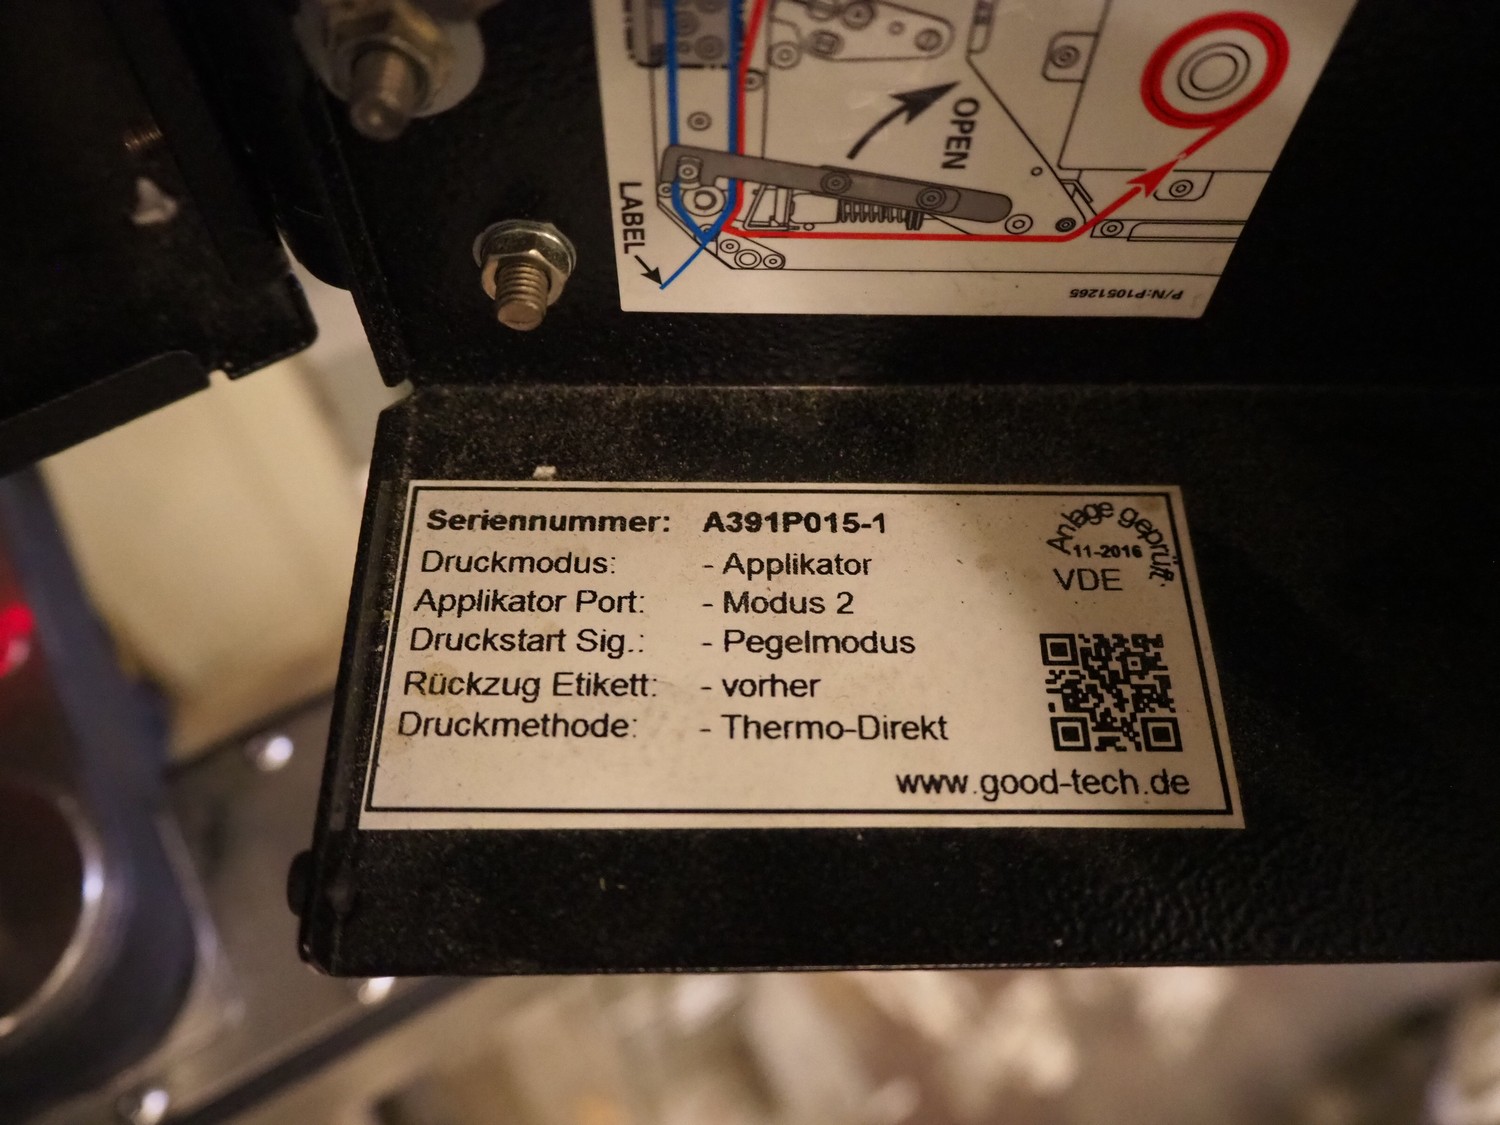 OPEN
LABEL
P/N:P1051265
Seriennummer: A391P015-1
Druckmodus: - Applikator
Applikator Port: - Modus 2
Druckstart Sig.: - Pegelmodus
Rückzug Etikett: - vorher
Druckmethode: - Thermo-Direkt
Anlage geprüft.
11-2016
VDE
www.good-tech.de